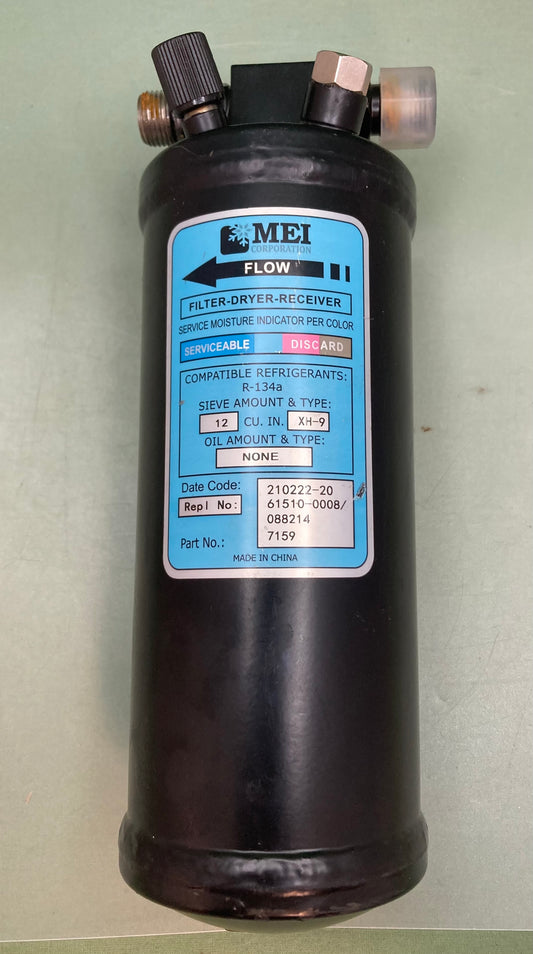 MEI
CORPORATION
FLOW
FILTER-DRYER-RECEIVER
SERVICE MOISTURE INDICATOR PER COLOR
SERVICEABLE DISCARD
COMPATIBLE REFRIGERANTS:
R-134a
SIEVE AMOUNT & TYPE:
12 CU. IN. XH-9
OIL AMOUNT & TYPE:
NONE
Date Code: 210222-20
Repl No: 61510-0008/
088214
Part No.: 7159
MADE IN CHINA